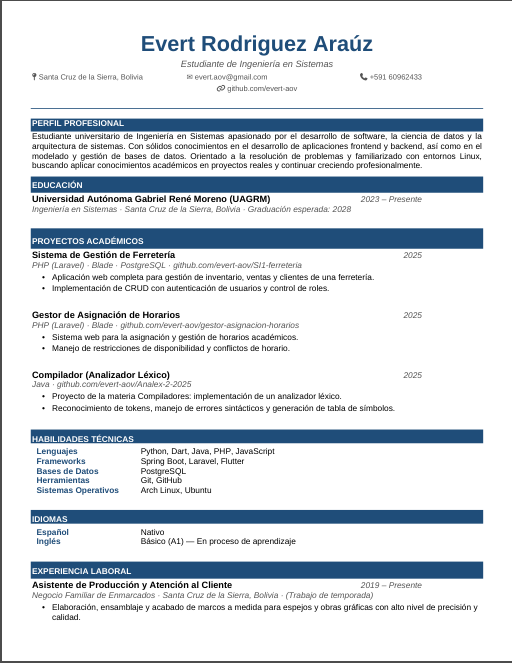 Evert Rodriguez Araúz
Estudiante de Ingeniería en Sistemas
Santa Cruz de la Sierra, Bolivia evert.aov@gmail.com +591 60962433
github.com/evert-aov
PERFIL PROFESIONAL
Estudiante universitario de Ingeniería en Sistemas apasionado por el desarrollo de software, la ciencia de datos y la
arquitectura de sistemas. Con sólidos conocimientos en el desarrollo de aplicaciones frontend y backend, así como en el
modelado y gestión de bases de datos. Orientado a la resolución de problemas y familiarizado con entornos Linux,
buscando aplicar conocimientos académicos en proyectos reales y continuar creciendo profesionalmente.
EDUCACIÓN
Universidad Autónoma Gabriel René Moreno (UAGRM) 2023 – Presente
Ingeniería en Sistemas · Santa Cruz de la Sierra, Bolivia · Graduación esperada: 2028
PROYECTOS ACADÉMICOS
Sistema de Gestión de Ferretería 2025
PHP (Laravel) · Blade · PostgreSQL · github.com/evert-aov/SI1-ferreteria
• Aplicación web completa para gestión de inventario, ventas y clientes de una ferretería.
• Implementación de CRUD con autenticación de usuarios y control de roles.
Gestor de Asignación de Horarios 2025
PHP (Laravel) · Blade · github.com/evert-aov/gestor-asignacion-horarios
• Sistema web para la asignación y gestión de horarios académicos.
• Manejo de restricciones de disponibilidad y conflictos de horario.
Compilador (Analizador Léxico) 2025
Java · github.com/evert-aov/Analex-2-2025
• Proyecto de la materia Compiladores: implementación de un analizador léxico.
• Reconocimiento de tokens, manejo de errores sintácticos y generación de tabla de símbolos.
HABILIDADES TÉCNICAS
Lenguajes Python, Dart, Java, PHP, JavaScript
Frameworks Spring Boot, Laravel, Flutter
Bases de Datos PostgreSQL
Herramientas Git, GitHub
Sistemas Operativos Arch Linux, Ubuntu
IDIOMAS
Español Nativo
Inglés Básico (A1) — En proceso de aprendizaje
EXPERIENCIA LABORAL
Asistente de Producción y Atención al Cliente 2019 – Presente
Negocio Familiar de Enmarcados · Santa Cruz de la Sierra, Bolivia · (Trabajo de temporada)
• Elaboración, ensamblaje y acabado de marcos a medida para espejos y obras gráficas con alto nivel de precisión y
calidad.